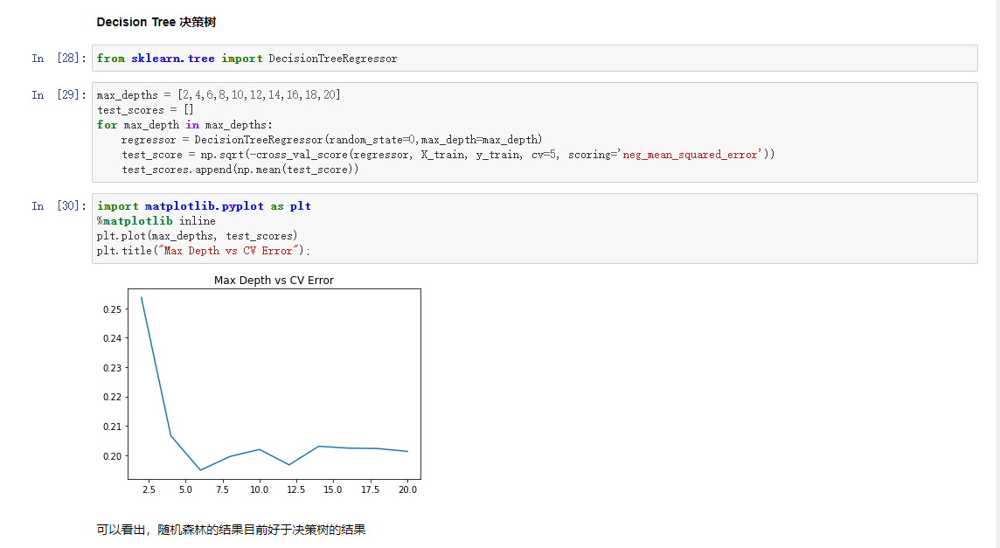 Decision Tree 决策树
In [28]: from sklearn.tree import DecisionTreeRegressor
In [29]: max_depths = [2,4,6,8,10,12,14,16,18,20]
test_scores = []
for max_depth in max_depths:
    regressor = DecisionTreeRegressor(random_state=0,max_depth=max_depth)
    test_score = np.sqrt(-cross_val_score(regressor, X_train, y_train, cv=5, scoring='neg_mean_squared_error'))
    test_scores.append(np.mean(test_score))
In [30]: import matplotlib.pyplot as plt
%matplotlib inline
plt.plot(max_depths, test_scores)
plt.title("Max Depth vs CV Error");
Max Depth vs CV Error
0.25
0.24
0.23
0.22
0.21
0.20
2.5 5.0 7.5 10.0 12.5 15.0 17.5 20.0
可以看出，随机森林的结果目前好于决策树的结果